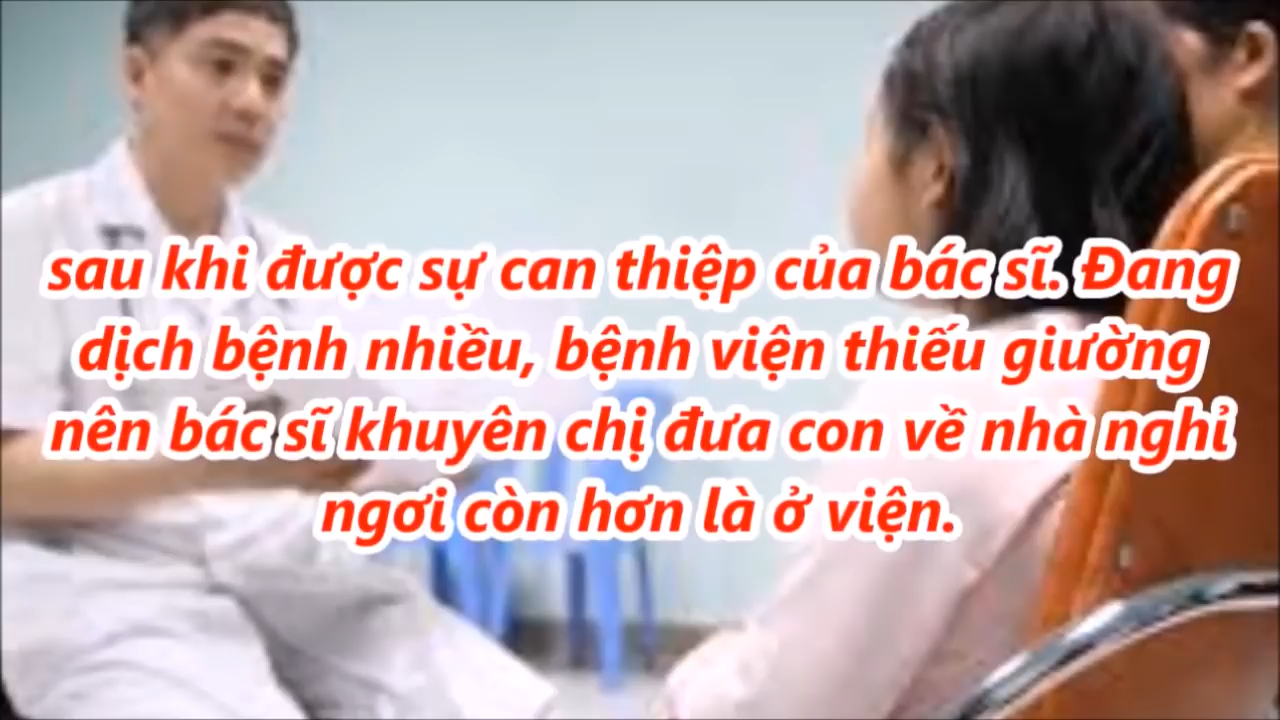 sau khi được sự can thiệp của bác sĩ. Đang
dịch bệnh nhiều, bệnh viện thiếu giường
nên bác sĩ khuyên chị đưa con về nhà nghỉ
ngơi còn hơn là ở viện.